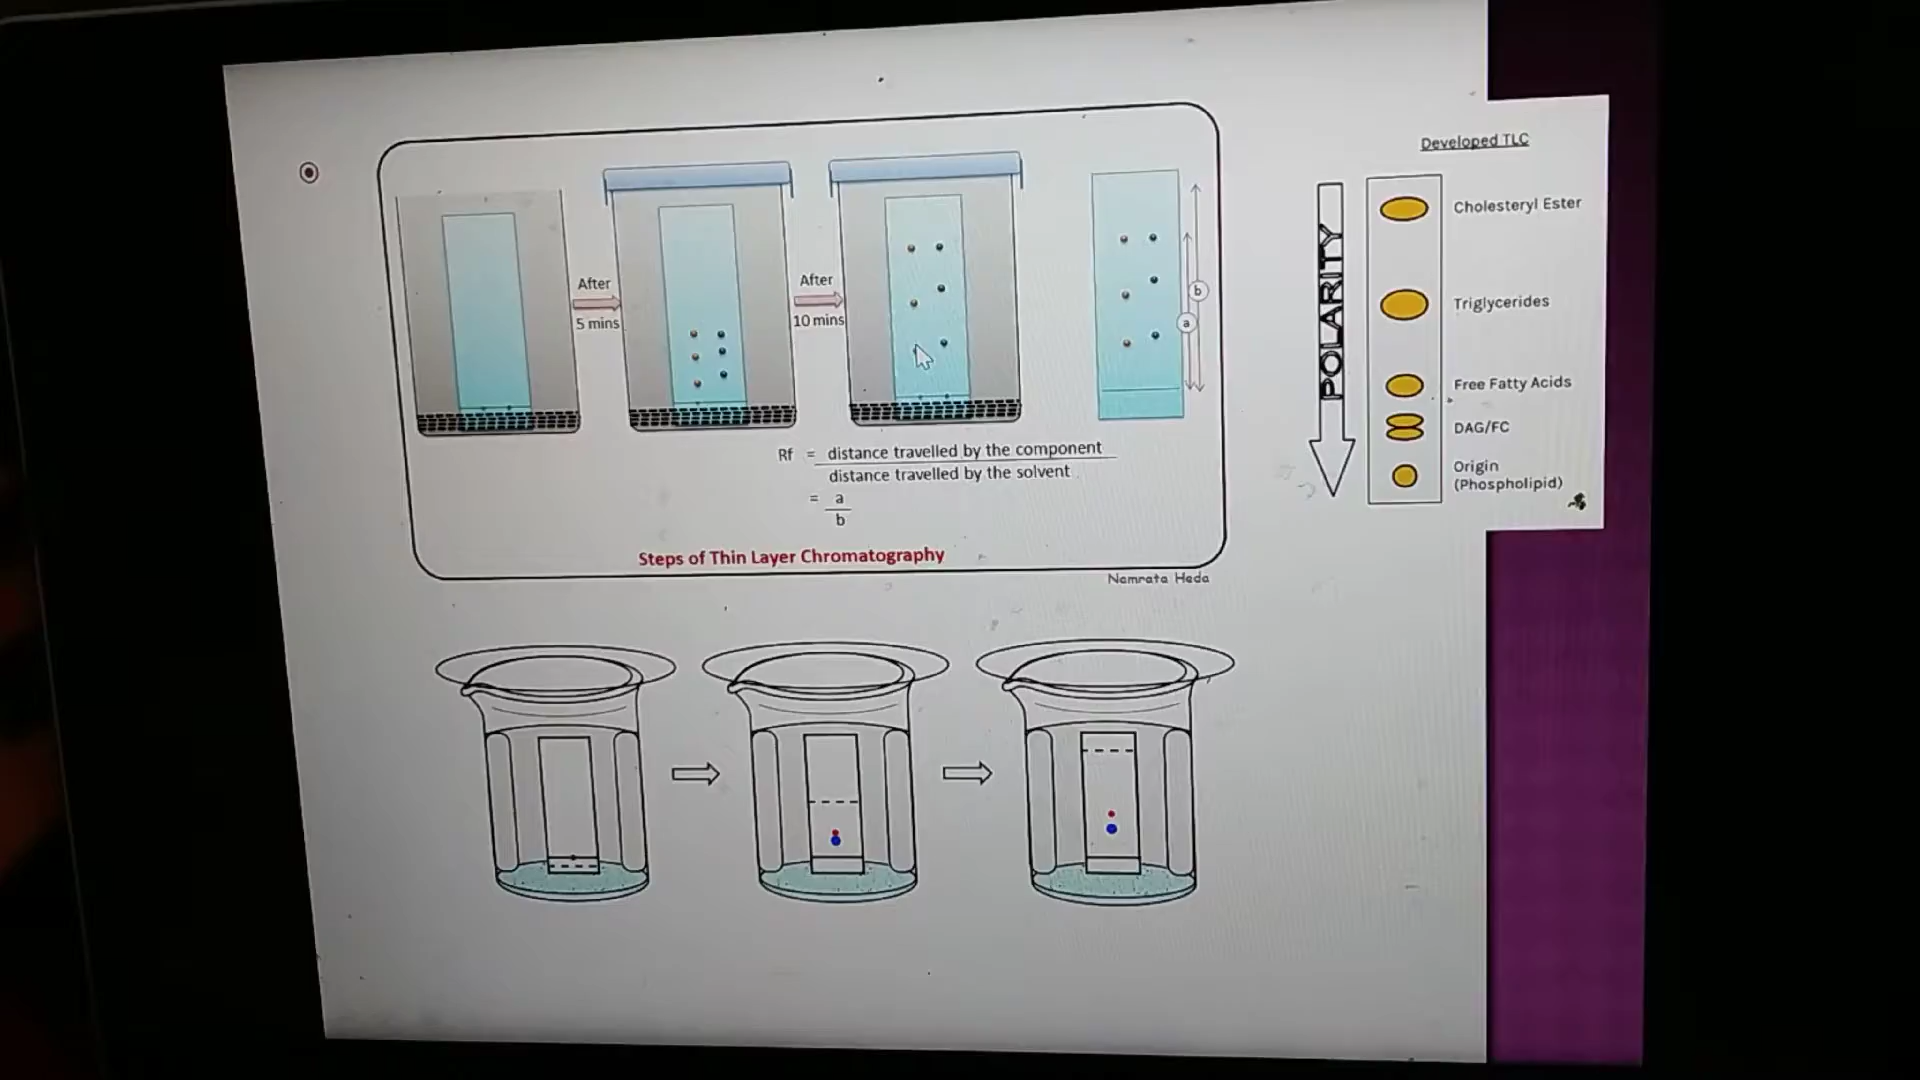 After
5 mins
After
10 mins
b
a
Rf = distance travelled by the component
distance travelled by the solvent
= a
b
Steps of Thin Layer Chromatography
Namrata Heda
Developed TLC
POLARITY
Cholesteryl Ester
Triglycerides
Free Fatty Acids
DAG/FC
Origin
(Phospholipid)